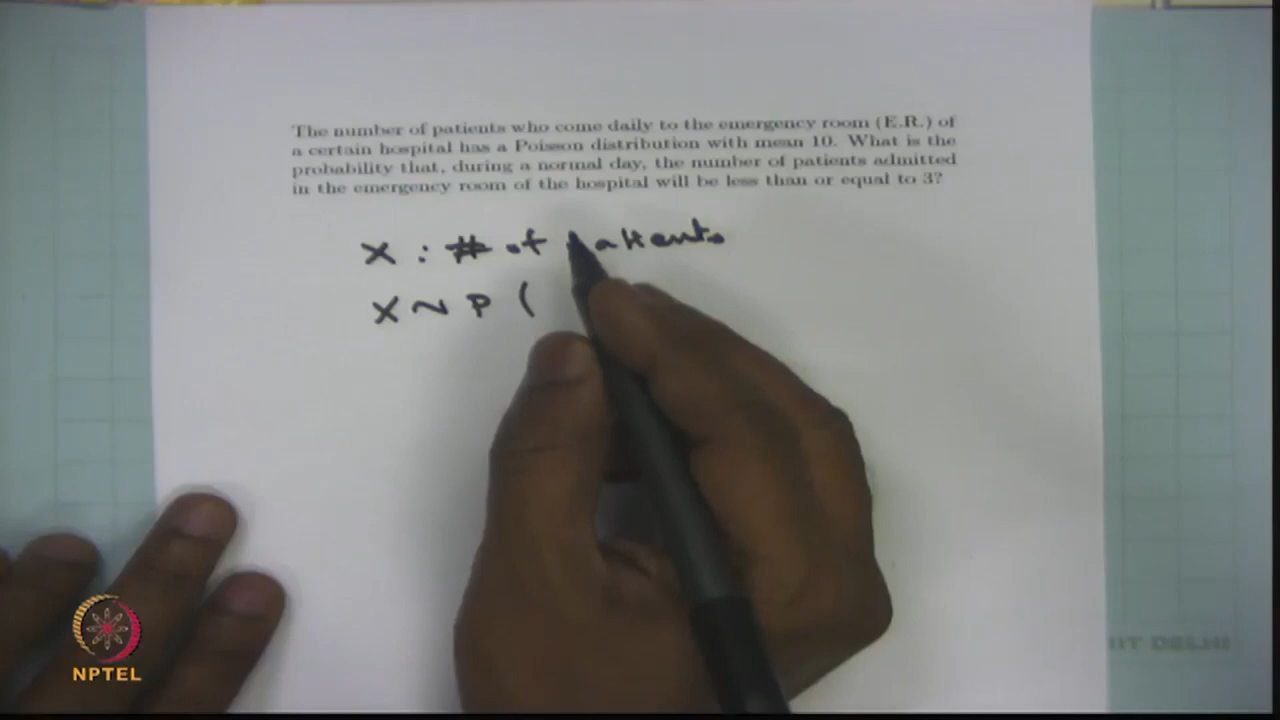 The number of patients who come daily to the emergency room (E.R.) of
a certain hospital has a Poisson distribution with mean 10. What is the
probability that, during a normal day, the number of patients admitted
in the emergency room of the hospital will be less than or equal to 3?
X : # of patients
X ~ P (
IIT DELHI
NPTEL